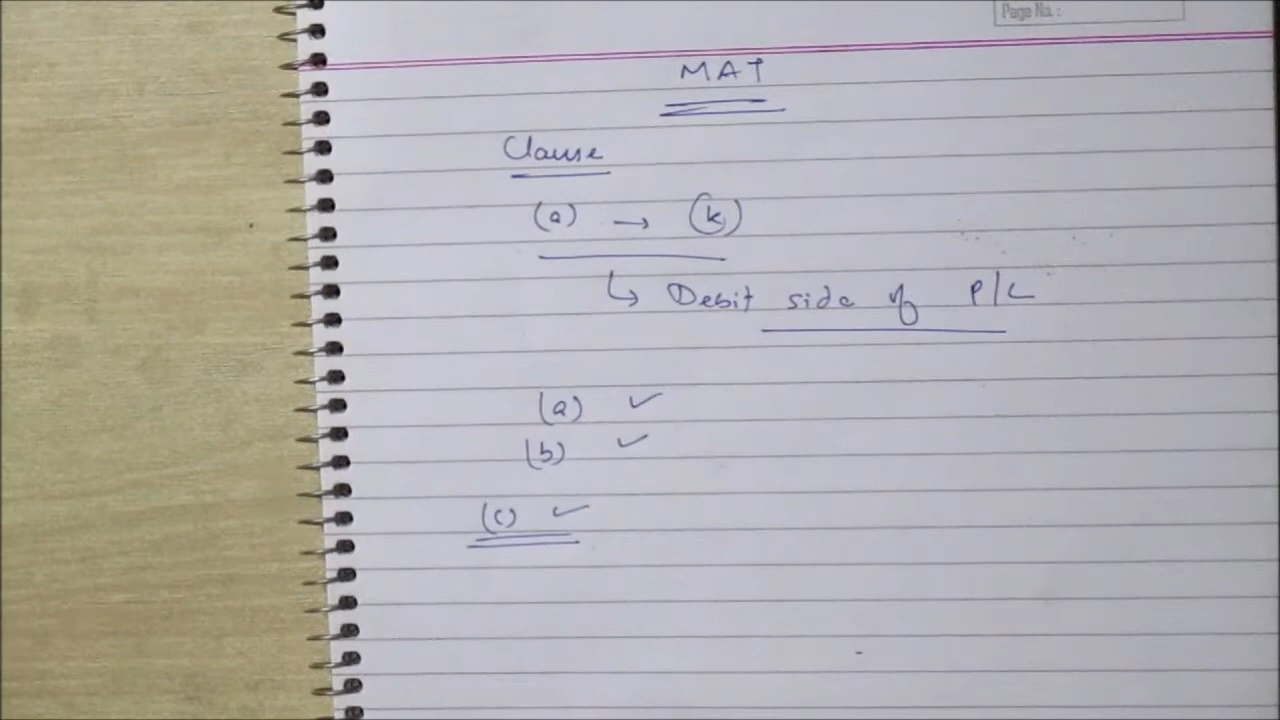 Page No.:
MAT
Clause
(a) → (k)
↳ Debit side of P/L
(a) ✓
(b) ✓
(c) ✓